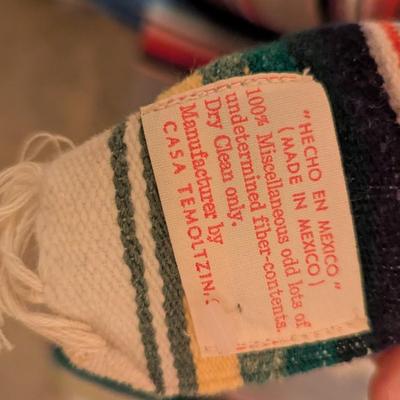 "HECHO EN MEXICO"
( MADE IN MEXICO )
100% Miscellaneous odd lots of
undetermined fiber-contents.
Dry Clean only.
Manufacturer by
CASA TEMOLTZIN.